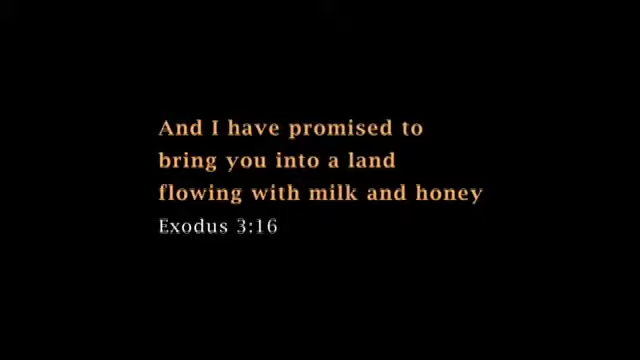 And I have promised to
bring you into a land
flowing with milk and honey
Exodus 3:16